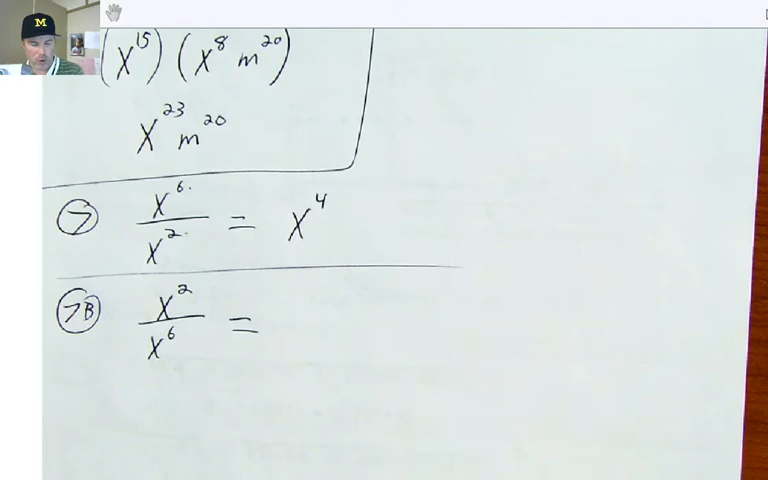 M
(x^15) (x^8 m^20)
x^23 m^20
7 x^6/x^2 = x^4
7B x^2/x^6 =